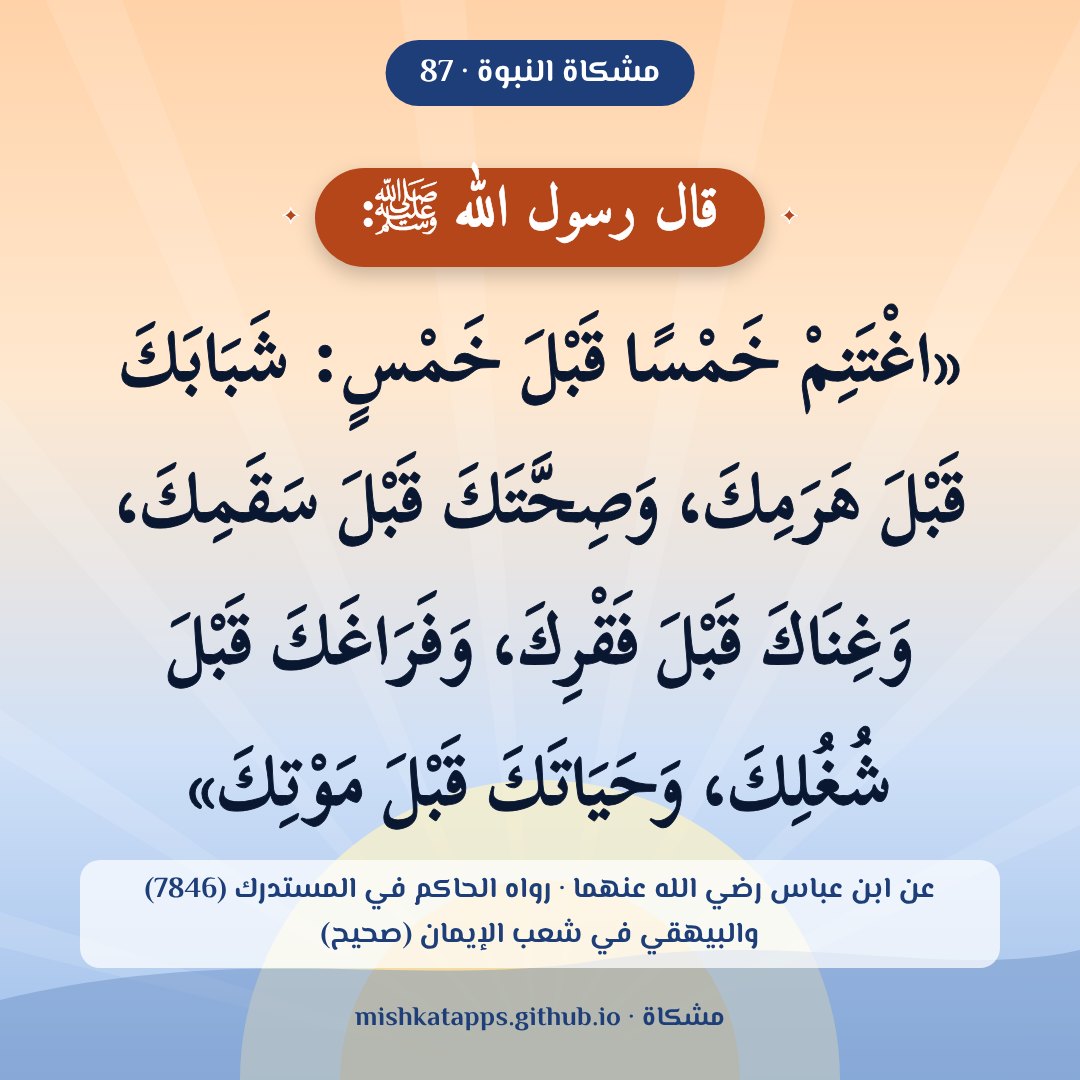 مشكاة النبوة · 87
قال رسول الله ﷺ:
«اغْتَنِمْ خَمْسًا قَبْلَ خَمْسٍ: شَبَابَكَ
قَبْلَ هَرَمِكَ، وَصِحَّتَكَ قَبْلَ سَقَمِكَ،
وَغِنَاكَ قَبْلَ فَقْرِكَ، وَفَرَاغَكَ قَبْلَ
شُغُلِكَ، وَحَيَاتَكَ قَبْلَ مَوْتِكَ»
عن ابن عباس رضي الله عنهما · رواه الحاكم في المستدرك (7846)
والبيهقي في شعب الإيمان (صحيح)
مشكاة · mishkatapps.github.io